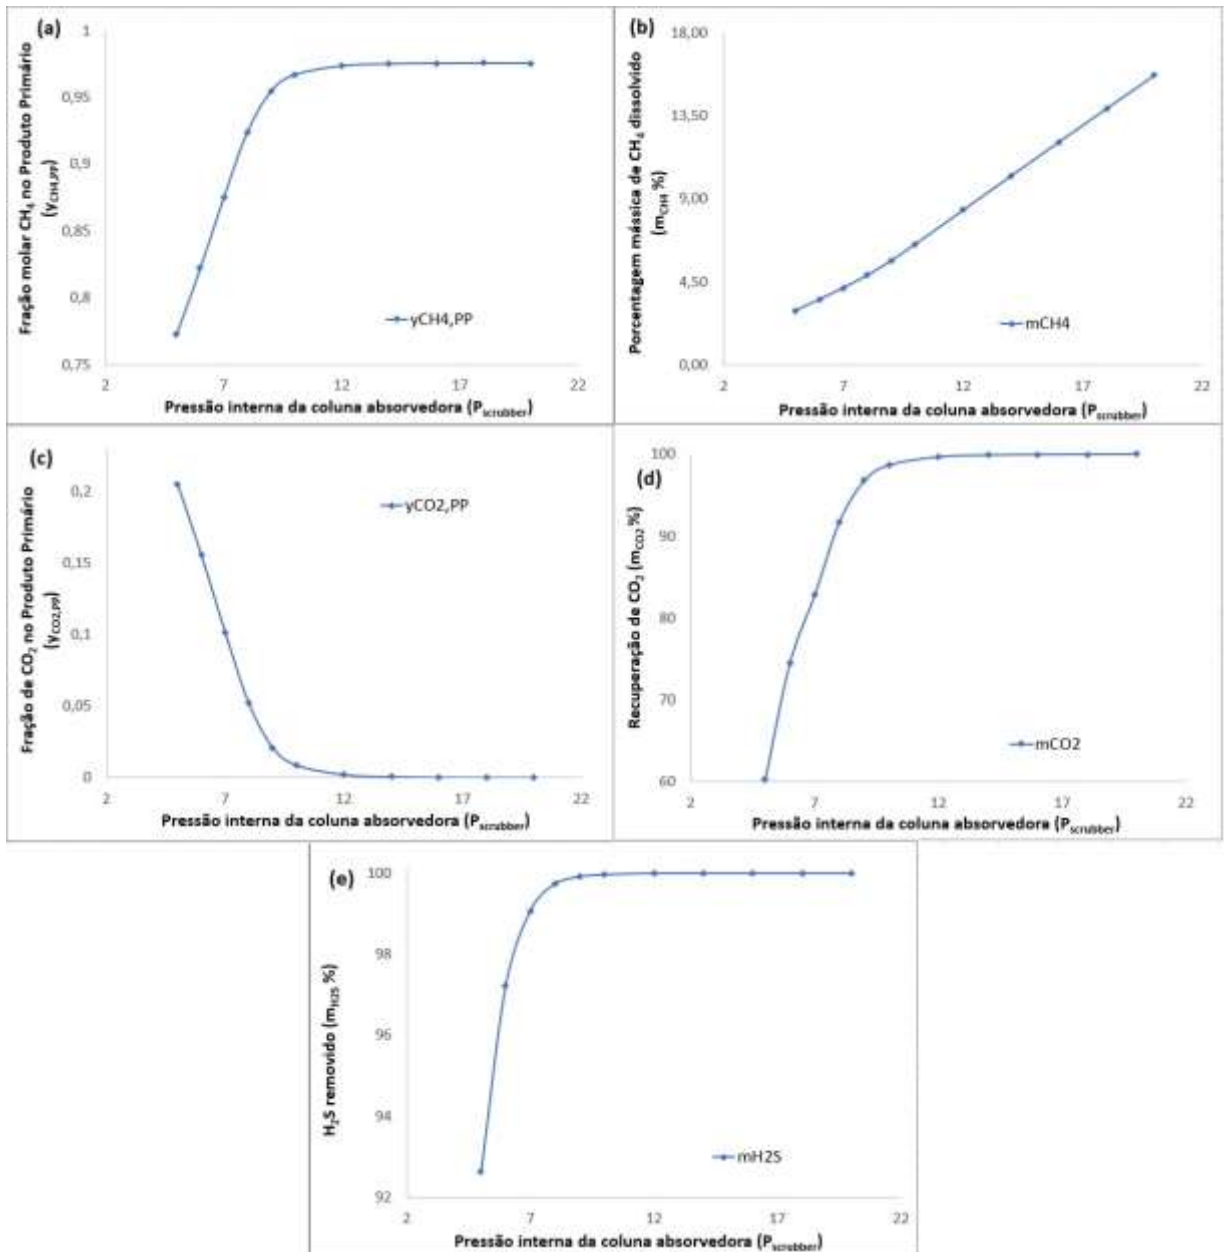 (a)
Fração molar CH₄ no Produto Primário
(yCH4,PP)
1
0,95
0,9
0,85
0,8
0,75
yCH4,PP
2 7 12 17 22
Pressão interna da coluna absorvedora (Pscrubber)
(b)
Porcentagem mássica de CH₄ dissolvido
(mCH4 %)
18,00
13,50
9,00
4,50
0,00
mCH4
2 7 12 17 22
Pressão interna da coluna absorvedora (Pscrubber)
(c)
Fração de CO₂ no Produto Primário
(yCO2,PP)
0,2
0,15
0,1
0,05
0
yCO2,PP
2 7 12 17 22
Pressão interna da coluna absorvedora (Pscrubber)
(d)
Recuperação de CO₂ (mCO2 %)
100
90
80
70
60
mCO2
2 7 12 17 22
Pressão interna da coluna absorvedora (Pscrubber)
(e)
H₂S removido (mH2S %)
100
98
96
94
92
mH2S
2 7 12 17 22
Pressão interna da coluna absorvedora (Pscrubber)